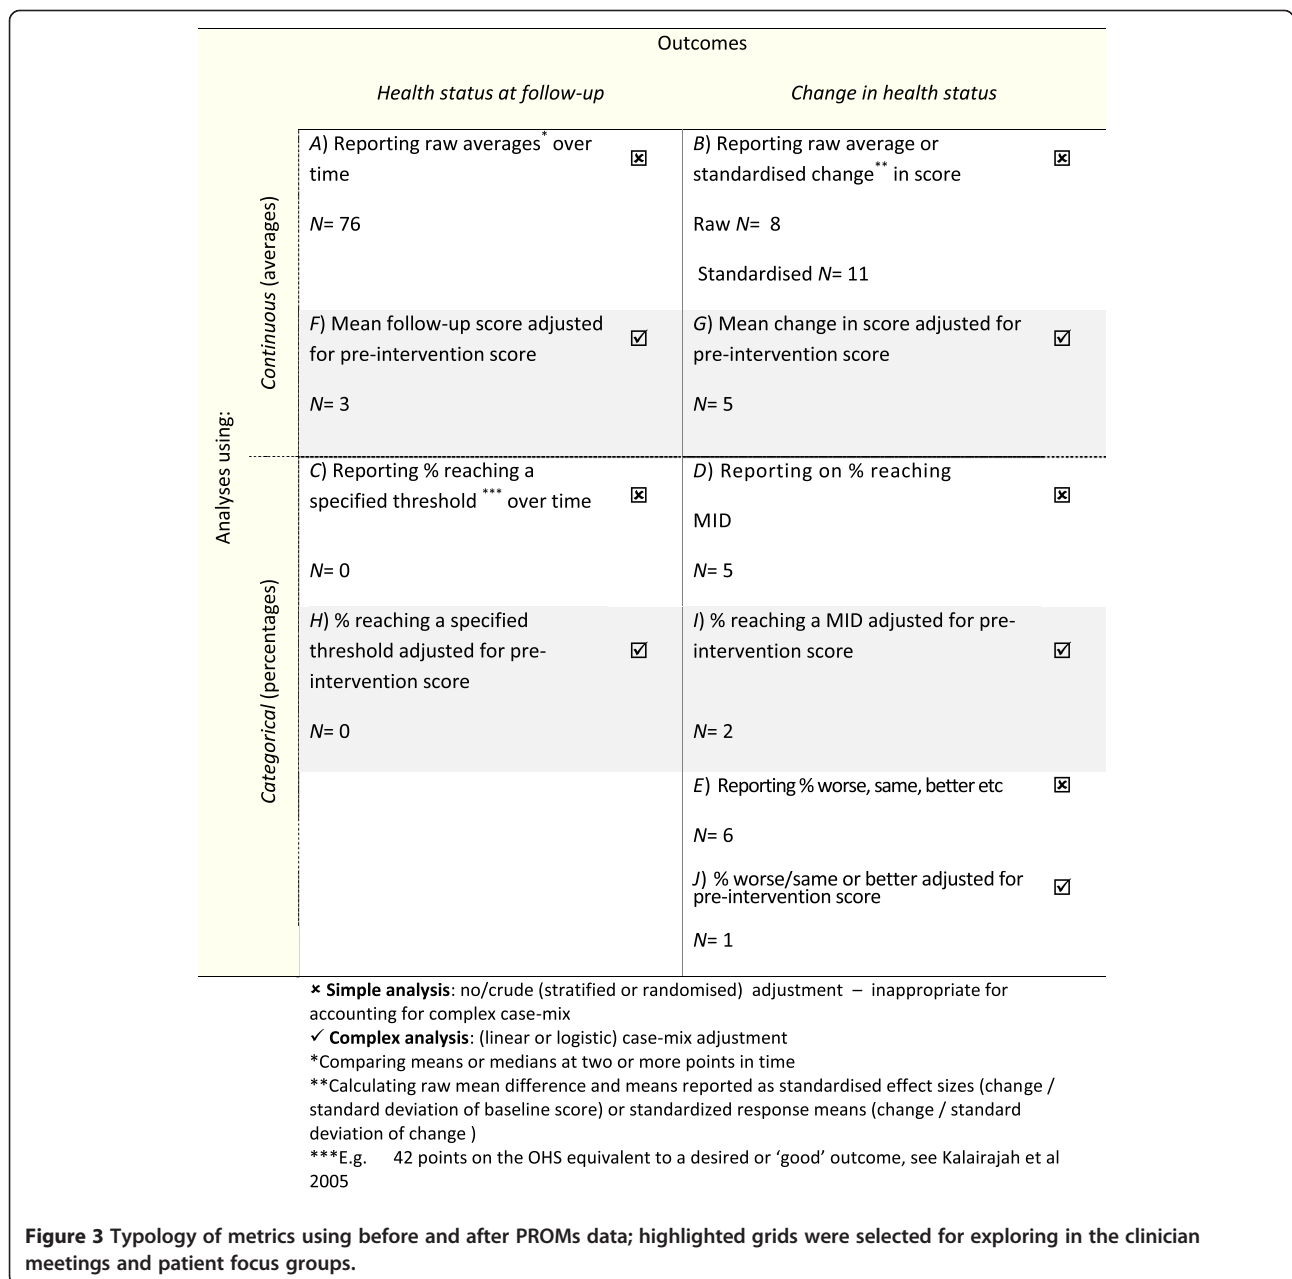 Outcomes
Health status at follow-up
Change in health status
Analyses using:
Continuous (averages)
A) Reporting raw averages* over
time
N= 76
B) Reporting raw average or
standardised change** in score
Raw N= 8
Standardised N= 11
F) Mean follow-up score adjusted
for pre-intervention score
N= 3
G) Mean change in score adjusted for
pre-intervention score
N= 5
Categorical (percentages)
C) Reporting % reaching a
specified threshold *** over time
N= 0
D) Reporting on % reaching
MID
N= 5
H) % reaching a specified
threshold adjusted for pre-
intervention score
N= 0
I) % reaching a MID adjusted for pre-
intervention score
N= 2
E) Reporting % worse, same, better etc
N= 6
J) % worse/same or better adjusted for
pre-intervention score
N= 1
✗ Simple analysis: no/crude (stratified or randomised) adjustment – inappropriate for
accounting for complex case-mix
✓ Complex analysis: (linear or logistic) case-mix adjustment
*Comparing means or medians at two or more points in time
**Calculating raw mean difference and means reported as standardised effect sizes (change /
standard deviation of baseline score) or standardized response means (change / standard
deviation of change )
***E.g. 42 points on the OHS equivalent to a desired or ‘good’ outcome, see Kalairajah et al
2005
Figure 3 Typology of metrics using before and after PROMs data; highlighted grids were selected for exploring in the clinician
meetings and patient focus groups.